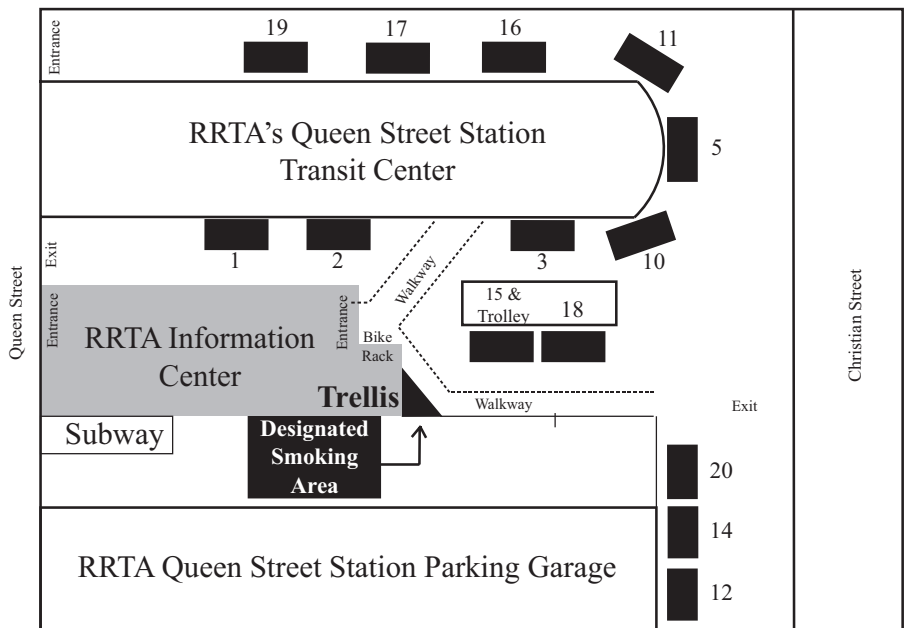 19
17
16
11
Entrance
RRTA's Queen Street Station
Transit Center
5
1
2
3
10
Exit
Walkway
Queen Street
Entrance
RRTA Information
Center
Entrance
Bike
Rack
15 &
Trolley
18
Christian Street
Trellis
Walkway
Exit
Subway
Designated
Smoking
Area
20
14
12
RRTA Queen Street Station Parking Garage